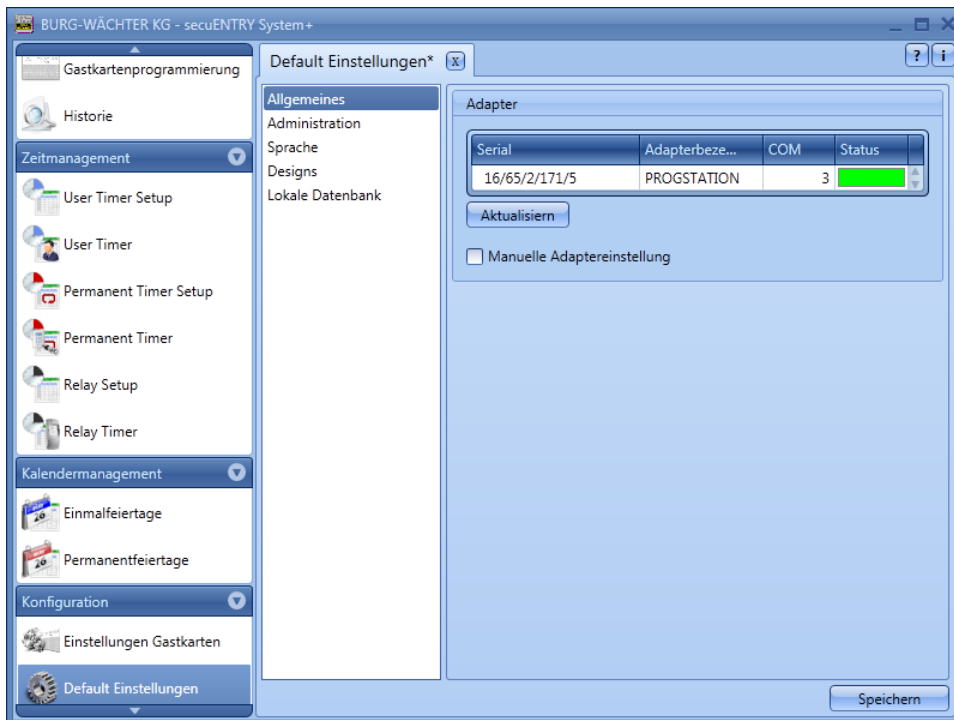 BURG-WÄCHTER KG - secuENTRY System+
Gastkartenprogrammierung
Historie
Zeitmanagement
User Timer Setup
User Timer
Permanent Timer Setup
Permanent Timer
Relay Setup
Relay Timer
Kalendermanagement
Einmalfeiertage
Permanentfeiertage
Konfiguration
Einstellungen Gastkarten
Default Einstellungen
Default Einstellungen* x
? i
Allgemeines
Administration
Sprache
Designs
Lokale Datenbank
Adapter
Serial Adapterbeze... COM Status
16/65/2/171/5 PROGSTATION 3
Aktualisiern
Manuelle Adaptereinstellung
Speichern